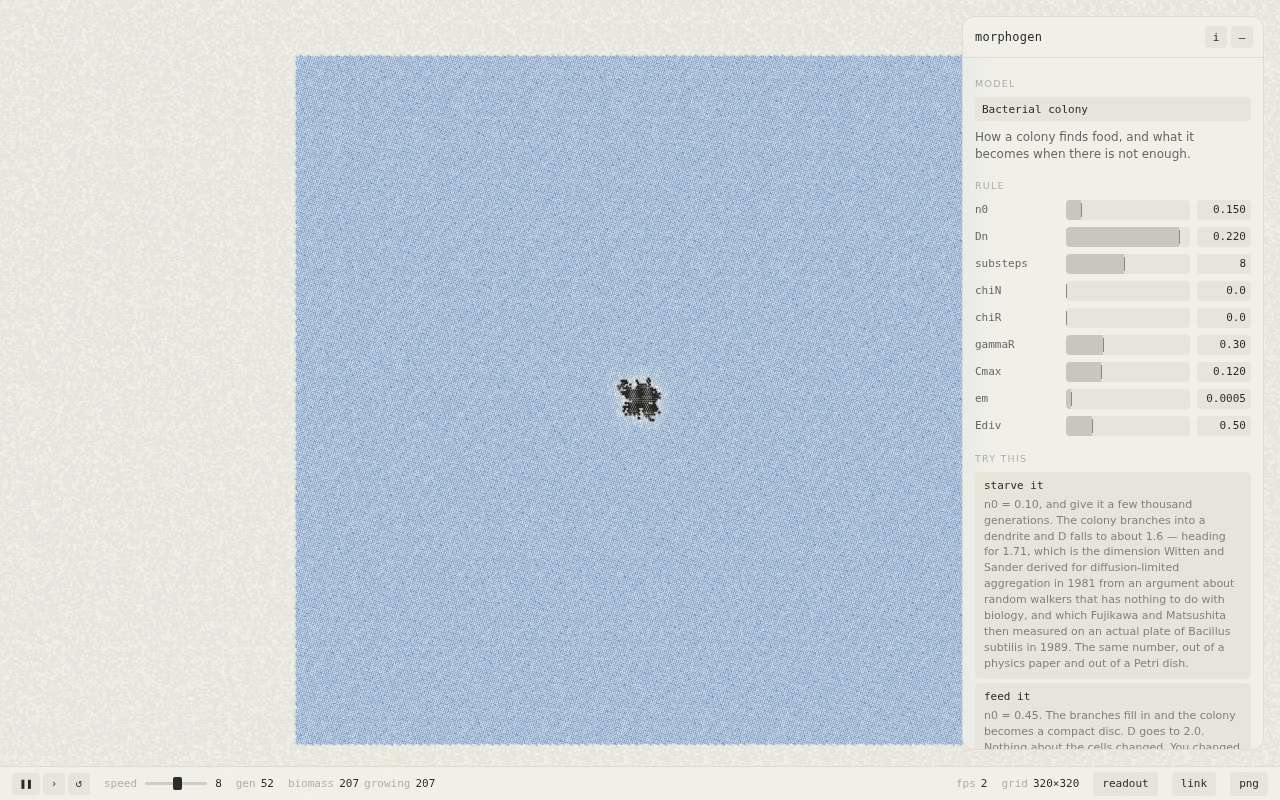 morphogen
i
–
MODEL
Bacterial colony
How a colony finds food, and what it
becomes when there is not enough.
RULE
n0 0.150
Dn 0.220
substeps 8
chiN 0.0
chiR 0.0
gammaR 0.30
Cmax 0.120
em 0.0005
Ediv 0.50
TRY THIS
starve it
n0 = 0.10, and give it a few thousand
generations. The colony branches into a
dendrite and D falls to about 1.6 — heading
for 1.71, which is the dimension Witten and
Sander derived for diffusion-limited
aggregation in 1981 from an argument about
random walkers that has nothing to do with
biology, and which Fujikawa and Matsushita
then measured on an actual plate of Bacillus
subtilis in 1989. The same number, out of a
physics paper and out of a Petri dish.
feed it
n0 = 0.45. The branches fill in and the colony
becomes a compact disc. D goes to 2.0.
Nothing about the cells changed. You changed
speed 8 gen 52 biomass 207 growing 207 fps 2 grid 320×320 readout link png